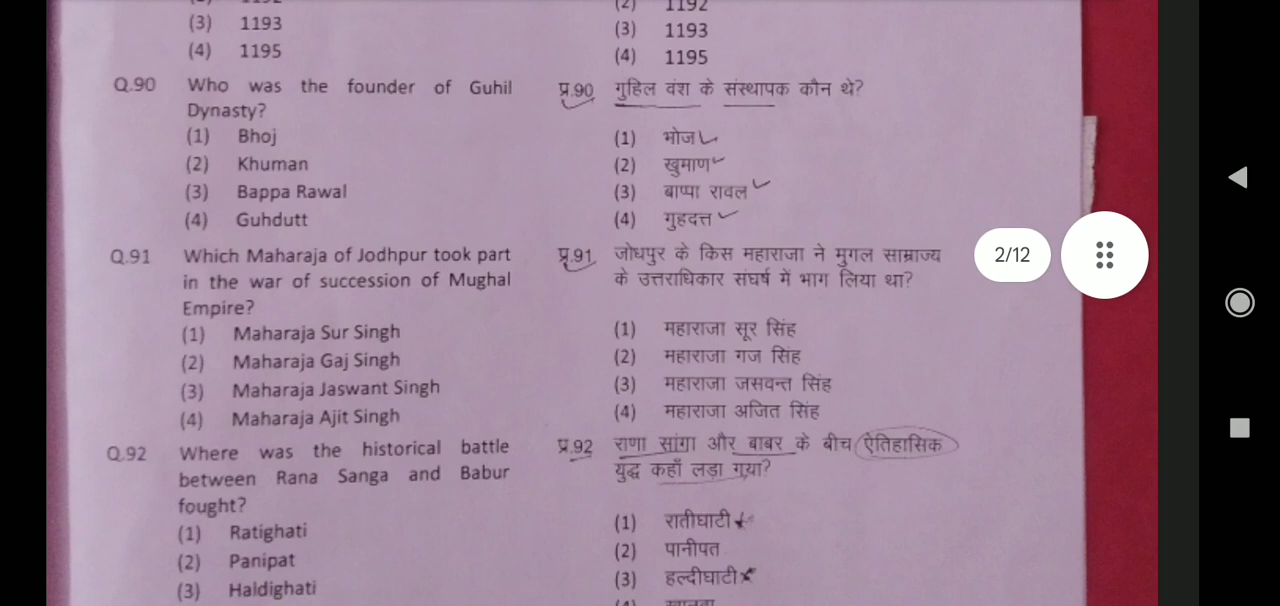 (3) 1193
(4) 1195
Q.90 Who was the founder of Guhil
Dynasty?
(1) Bhoj
(2) Khuman
(3) Bappa Rawal
(4) Guhdutt
Q.91 Which Maharaja of Jodhpur took part
in the war of succession of Mughal
Empire?
(1) Maharaja Sur Singh
(2) Maharaja Gaj Singh
(3) Maharaja Jaswant Singh
(4) Maharaja Ajit Singh
Q.92 Where was the historical battle
between Rana Sanga and Babur
fought?
(1) Ratighati
(2) Panipat
(3) Haldighati
(2) 1192
(3) 1193
(4) 1195
प्र.90 गुहिल वंश के संस्थापक कौन थे?
(1) भोज
(2) खुमाण
(3) बाप्पा रावल
(4) गुहदत्त
प्र.91 जोधपुर के किस महाराजा ने मुगल साम्राज्य
के उत्तराधिकार संघर्ष में भाग लिया था?
(1) महाराजा सूर सिंह
(2) महाराजा गज सिंह
(3) महाराजा जसवन्त सिंह
(4) महाराजा अजित सिंह
प्र.92 राणा सांगा और बाबर के बीच ऐतिहासिक
युद्ध कहाँ लड़ा गया?
(1) रातीघाटी
(2) पानीपत
(3) हल्दीघाटी
2/12